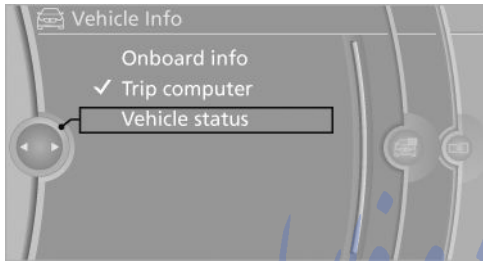 Vehicle Info
Onboard info
Trip computer
Vehicle status